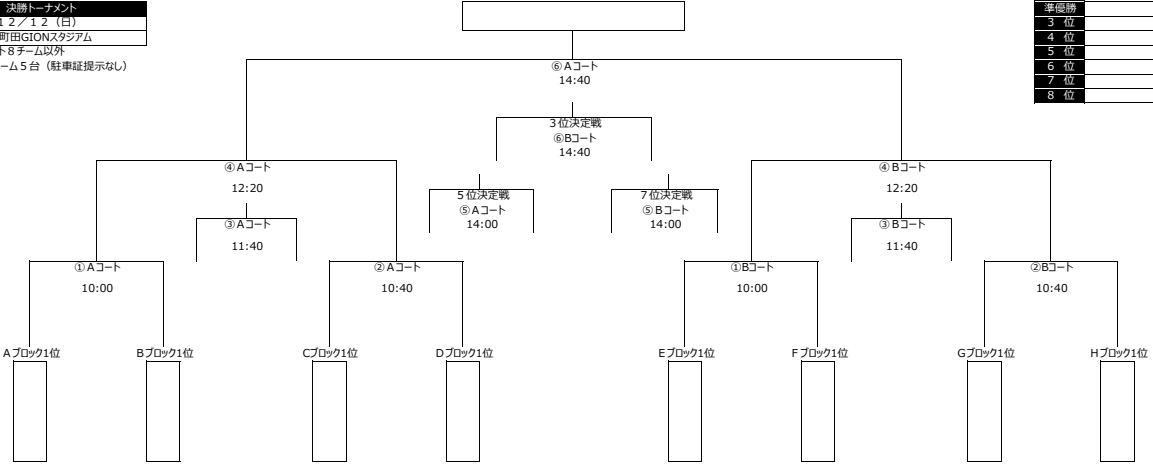 決勝トーナメント
12/12(日)
町田GIONスタジアム
ト8チーム以外
ーム5台(駐車証提示なし)
準優勝
3 位
4 位
5 位
6 位
7 位
8 位
⑥Aコート
14:40
3位決定戦
⑥Bコート
14:40
④Aコート
12:20
④Bコート
12:20
5位決定戦
⑤Aコート
14:00
7位決定戦
⑤Bコート
14:00
③Aコート
11:40
③Bコート
11:40
①Aコート
10:00
②Aコート
10:40
①Bコート
10:00
②Bコート
10:40
Aブロック1位
Bブロック1位
Cブロック1位
Dブロック1位
Eブロック1位
Fブロック1位
Gブロック1位
Hブロック1位